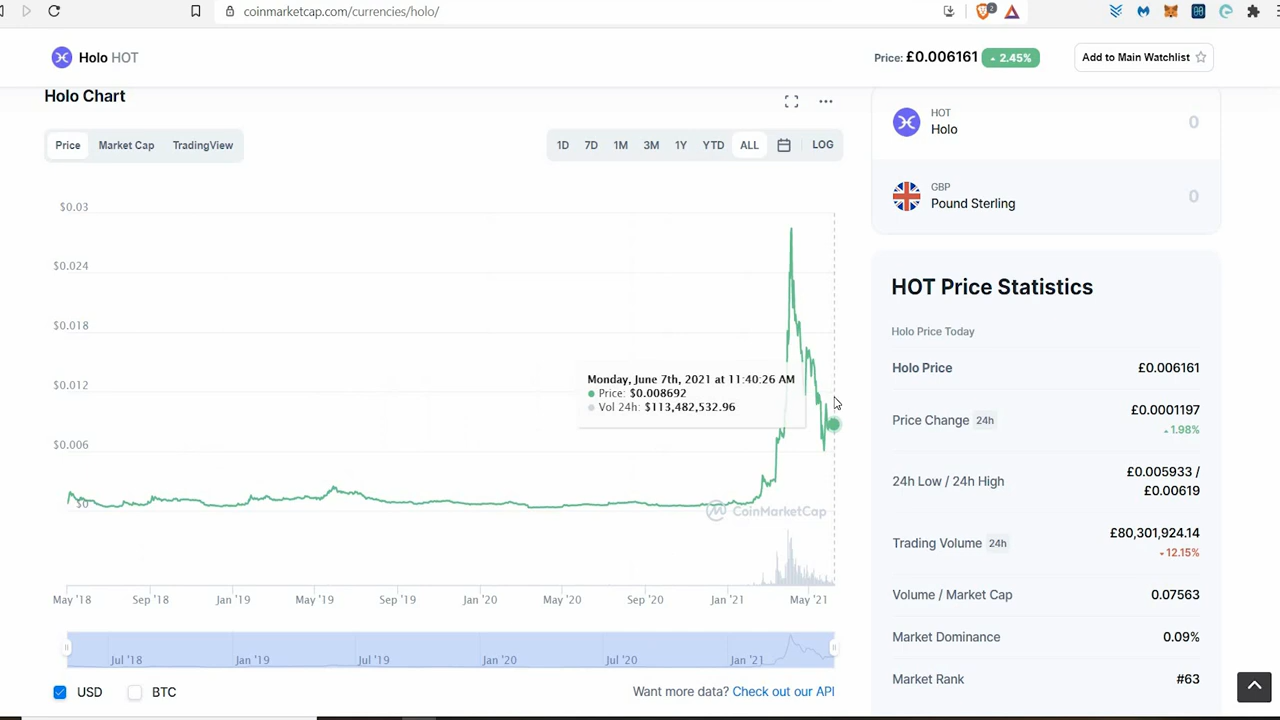 coinmarketcap.com/currencies/holo/
2
Holo HOT
Price: £0.006161 2.45%
Add to Main Watchlist
Holo Chart
Price Market Cap TradingView
1D 7D 1M 3M 1Y YTD ALL LOG
HOT
Holo
0
GBP
Pound Sterling
0
$0.03
$0.024
$0.018
$0.012
$0.006
$0
Monday, June 7th, 2021 at 11:40:26 AM
Price: $0.008692
Vol 24h: $113,482,532.96
CoinMarketCap
May '18 Sep '18 Jan '19 May '19 Sep '19 Jan '20 May '20 Sep '20 Jan '21 May '21
Jul '18 Jan '19 Jul '19 Jan '20 Jul '20 Jan '21
USD BTC
Want more data? Check out our API
HOT Price Statistics
Holo Price Today
Holo Price £0.006161
Price Change 24h £0.0001197
1.98%
24h Low / 24h High £0.005933 /
£0.00619
Trading Volume 24h £80,301,924.14
12.15%
Volume / Market Cap 0.07563
Market Dominance 0.09%
Market Rank #63